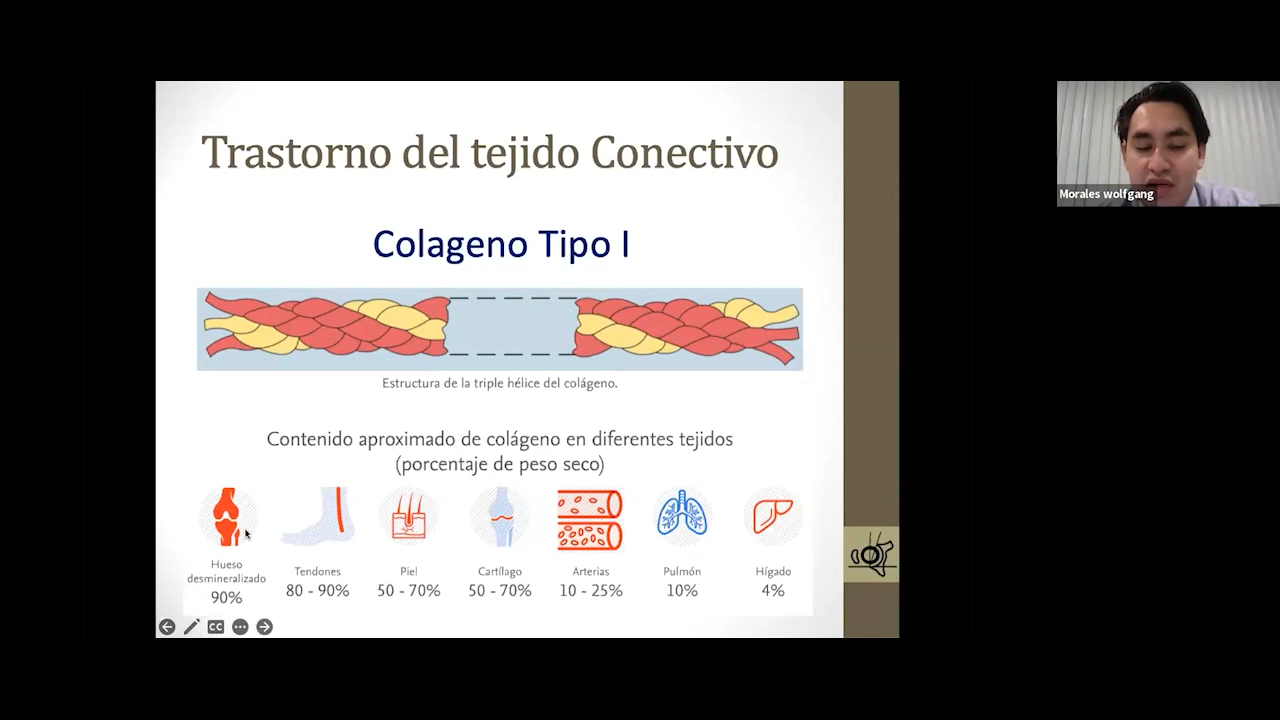 Trastorno del tejido Conectivo
Morales wolfgang
Colageno Tipo I
Estructura de la triple hélice del colágeno.
Contenido aproximado de colágeno en diferentes tejidos
(porcentaje de peso seco)
Hueso
desmineralizado
90%
Tendones
80 - 90%
Piel
50 - 70%
Cartílago
50 - 70%
Arterias
10 - 25%
Pulmón
10%
Hígado
4%
CC